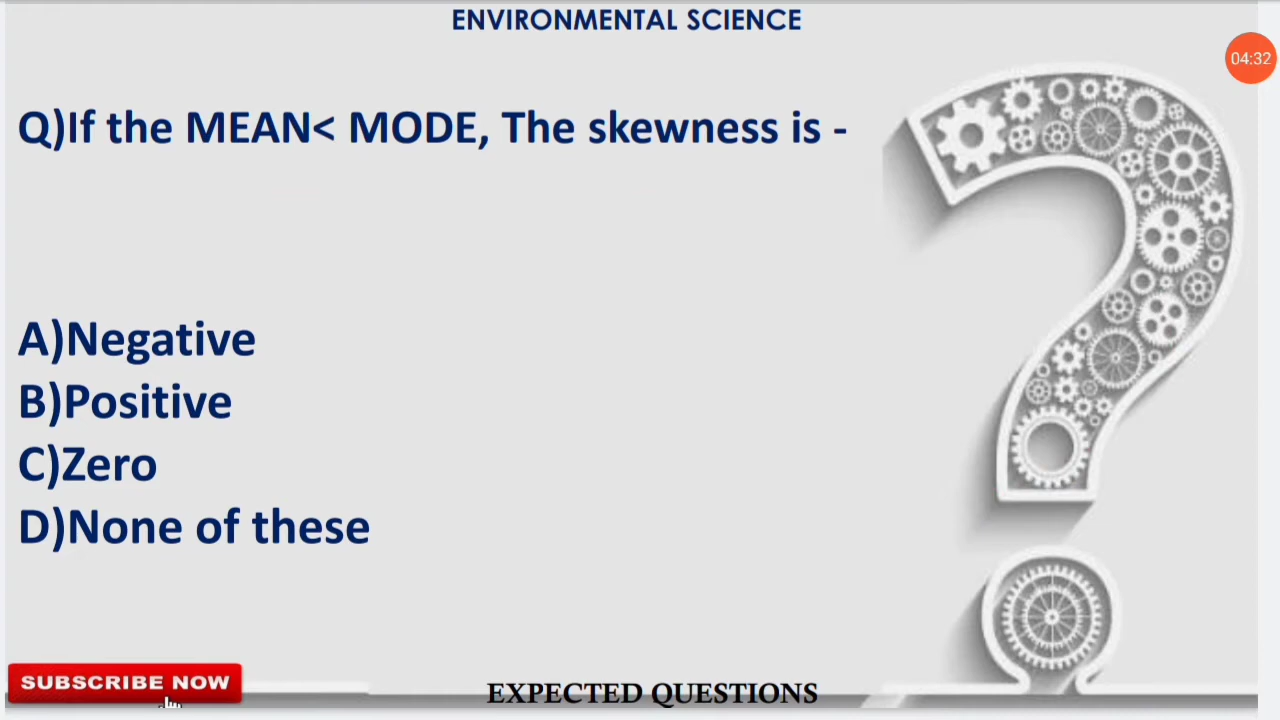 ENVIRONMENTAL SCIENCE
04:32
Q)If the MEAN< MODE, The skewness is -
A)Negative
B)Positive
C)Zero
D)None of these
SUBSCRIBE NOW
EXPECTED QUESTIONS